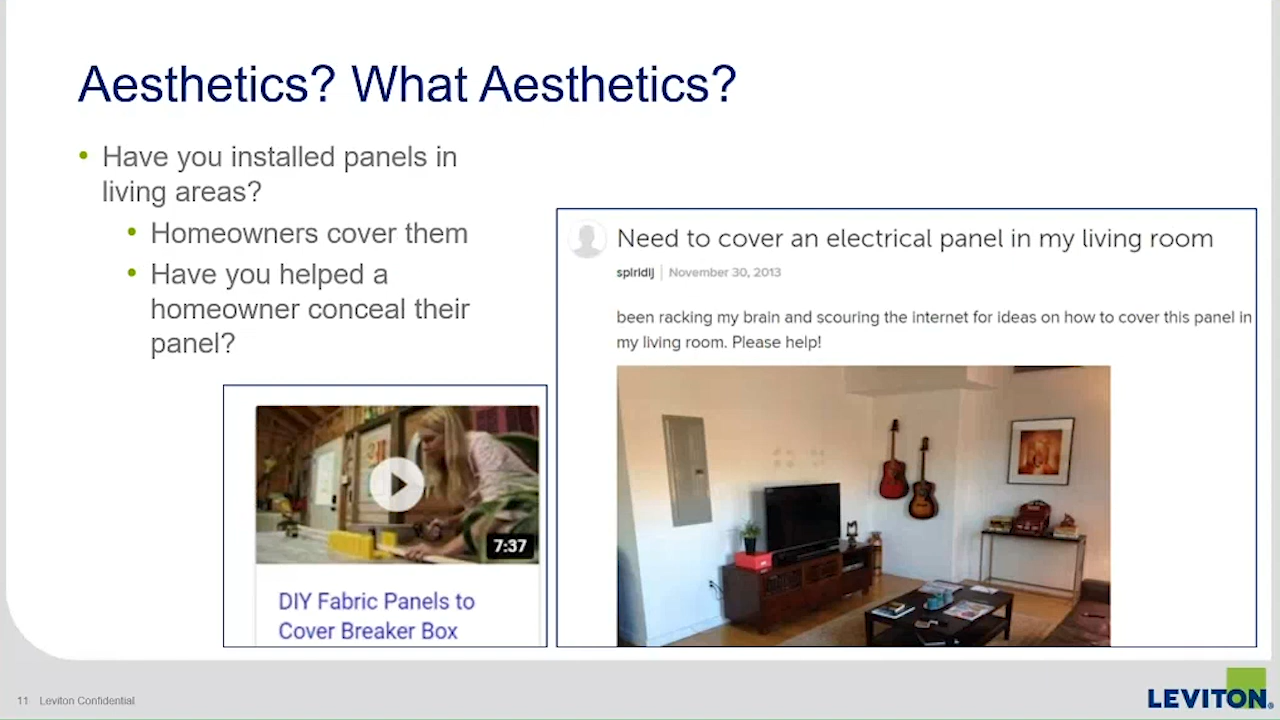 Aesthetics? What Aesthetics?
• Have you installed panels in
living areas?
• Homeowners cover them
• Have you helped a
homeowner conceal their
panel?
Need to cover an electrical panel in my living room
spiridij | November 30, 2013
been racking my brain and scouring the internet for ideas on how to cover this panel in
my living room. Please help!
7:37
DIY Fabric Panels to
Cover Breaker Box
11 Leviton Confidential
LEVITON®